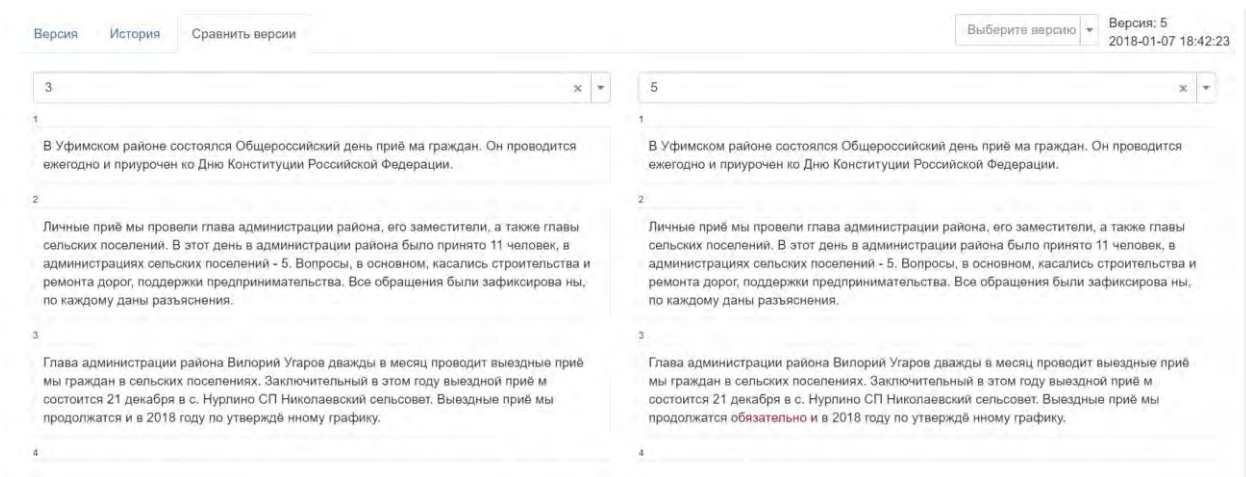 Версия История Сравнить версии Выберите версию Версия: 5
2018-01-07 18:42:23
3
1
В Уфимском районе состоялся Общероссийский день приё ма граждан. Он проводится
ежегодно и приурочен ко Дню Конституции Российской Федерации.
2
Личные приё мы провели глава администрации района, его заместители, а также главы
сельских поселений. В этот день в администрации района было принято 11 человек, в
администрациях сельских поселений - 5. Вопросы, в основном, касались строительства и
ремонта дорог, поддержки предпринимательства. Все обращения были зафиксирова ны,
по каждому даны разъяснения.
3
Глава администрации района Вилорий Угаров дважды в месяц проводит выездные приё
мы граждан в сельских поселениях. Заключительный в этом году выездной приё м
состоится 21 декабря в с. Нурлино СП Николаевский сельсовет. Выездные приё мы
продолжатся и в 2018 году по утверждё нному графику.
4
5
1
В Уфимском районе состоялся Общероссийский день приё ма граждан. Он проводится
ежегодно и приурочен ко Дню Конституции Российской Федерации.
2
Личные приё мы провели глава администрации района, его заместители, а также главы
сельских поселений. В этот день в администрации района было принято 11 человек, в
администрациях сельских поселений - 5. Вопросы, в основном, касались строительства и
ремонта дорог, поддержки предпринимательства. Все обращения были зафиксирова ны,
по каждому даны разъяснения.
3
Глава администрации района Вилорий Угаров дважды в месяц проводит выездные приё
мы граждан в сельских поселениях. Заключительный в этом году выездной приё м
состоится 21 декабря в с. Нурлино СП Николаевский сельсовет. Выездные приё мы
продолжатся обязательно и в 2018 году по утверждё нному графику.
4